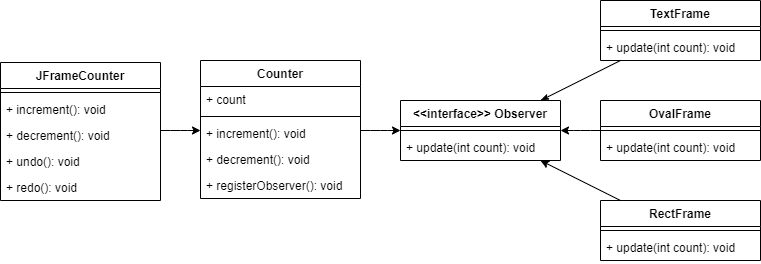 JFrameCounter
+ increment(): void
+ decrement(): void
+ undo(): void
+ redo(): void
Counter
+ count
+ increment(): void
+ decrement(): void
+ registerObserver(): void
<<interface>> Observer
+ update(int count): void
TextFrame
+ update(int count): void
OvalFrame
+ update(int count): void
RectFrame
+ update(int count): void